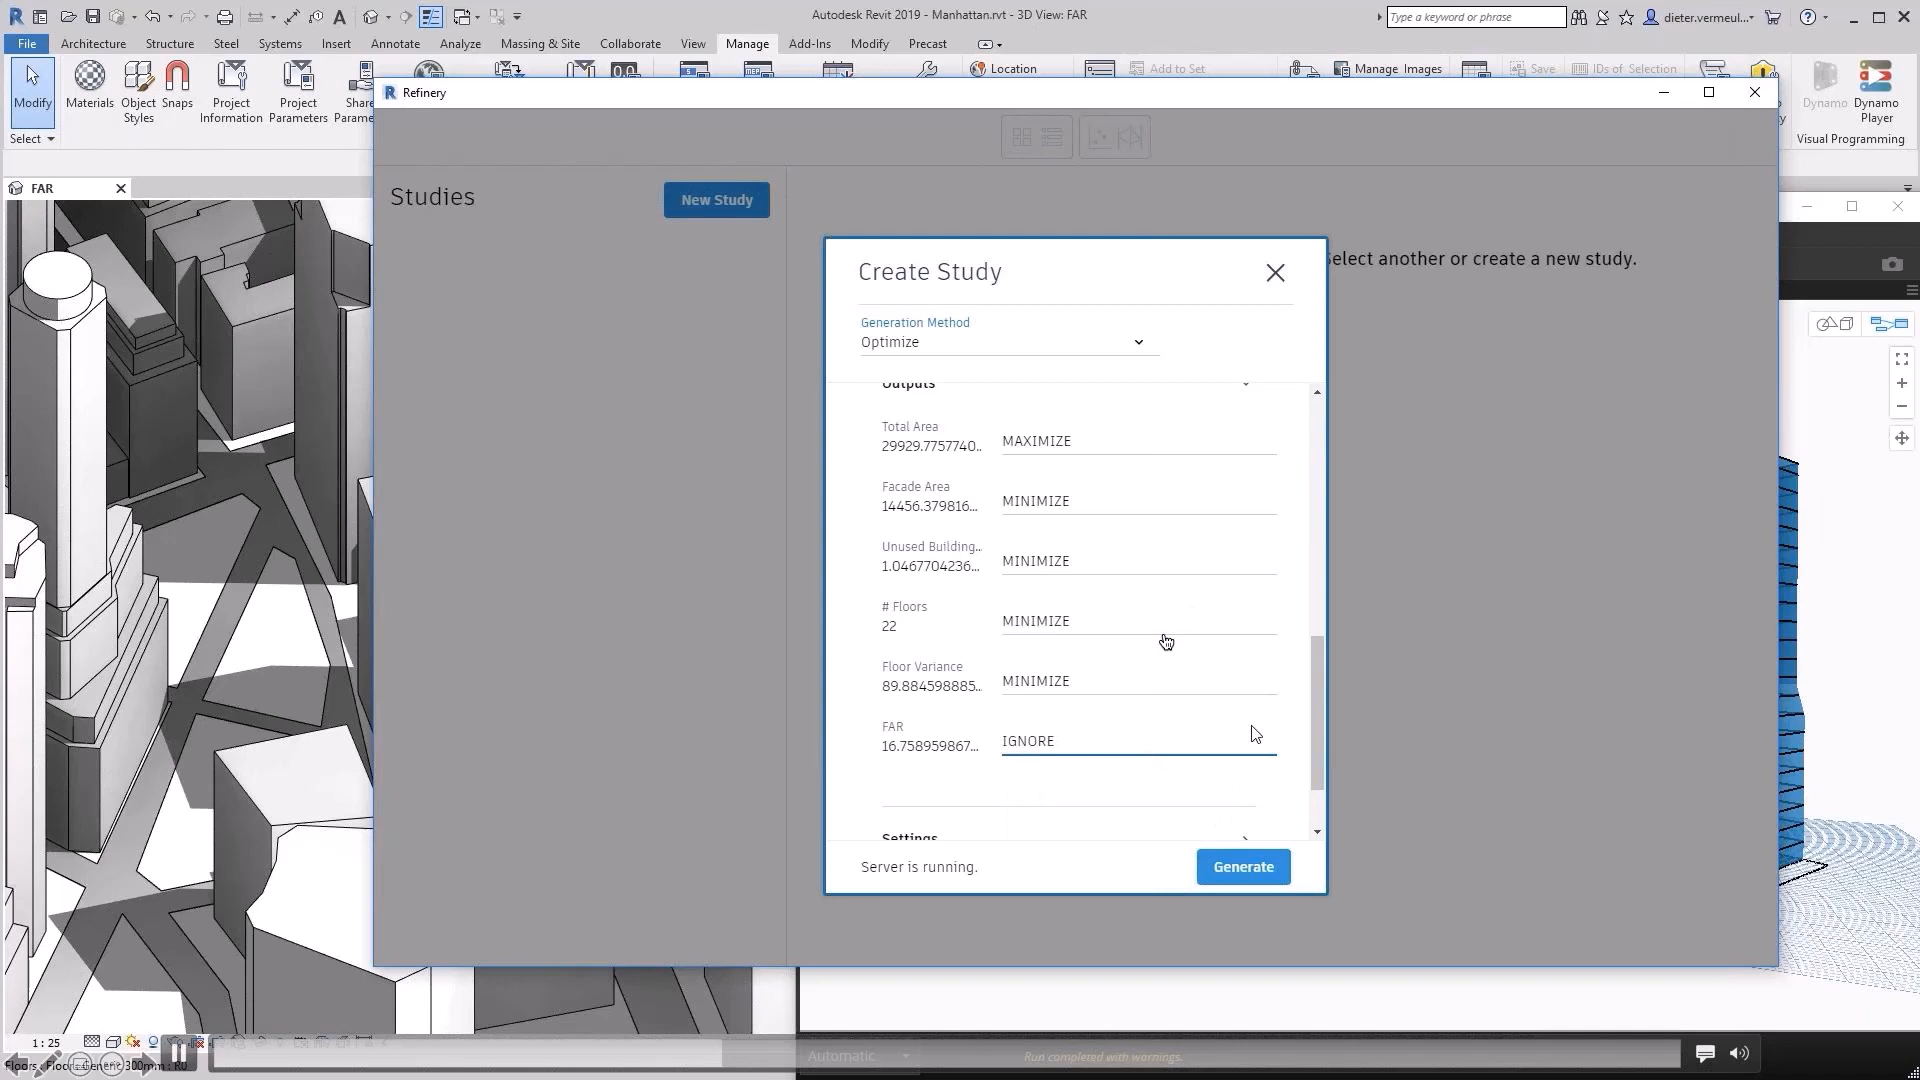 Autodesk Revit 2019 - Manhattan.rvt - 3D View: FAR
Type a keyword or phrase
dieter.vermeul...
File Architecture Structure Steel Systems Insert Annotate Analyze Massing & Site Collaborate View Manage Add-Ins Modify Precast
Location
Add to Set
Manage Images
Save
IDs of Selection
Modify
Materials
Object
Styles
Snaps
Project
Information
Project
Parameters
Share
Parame
Dynamo
Dynamo
Player
Select
Visual Programming
Refinery
FAR
Studies
New Study
Select another or create a new study.
Create Study
Generation Method
Optimize
Outputs
Total Area
29929.7757740.. MAXIMIZE
Facade Area
14456.379816... MINIMIZE
Unused Building...
1.0467704236... MINIMIZE
# Floors
22 MINIMIZE
Floor Variance
89.884598885... MINIMIZE
FAR
16.758959867... IGNORE
Settings
Server is running.
Generate
1 : 25
Automatic
Run completed with warnings.